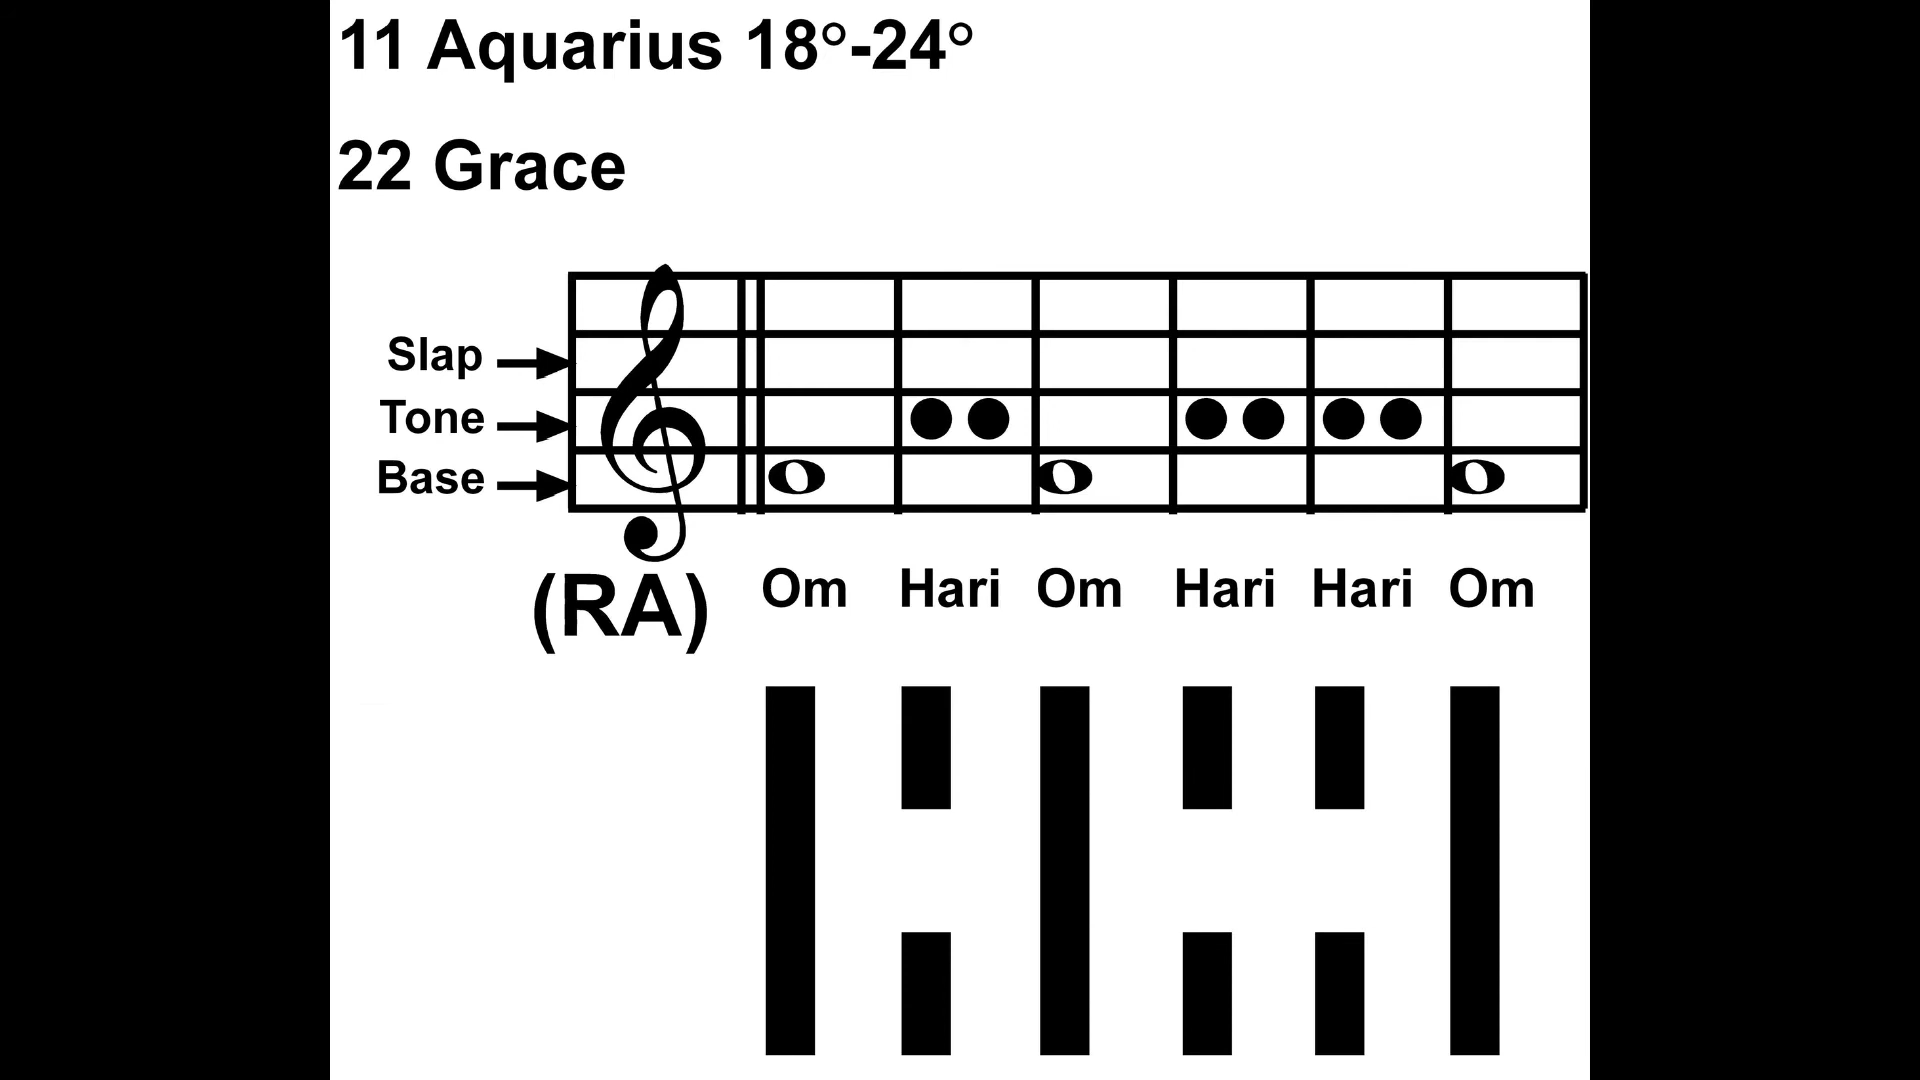 11 Aquarius 18°-24°
22 Grace
Slap
Tone
Base
(RA) Om Hari Om Hari Hari Om